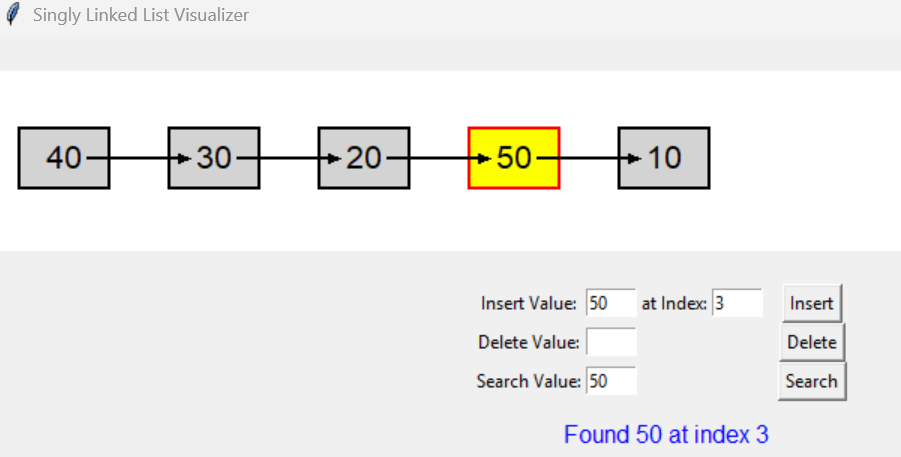 Singly Linked List Visualizer
40 30 20 50 10
Insert Value: 50 at Index: 3 Insert
Delete Value: Delete
Search Value: 50 Search
Found 50 at index 3